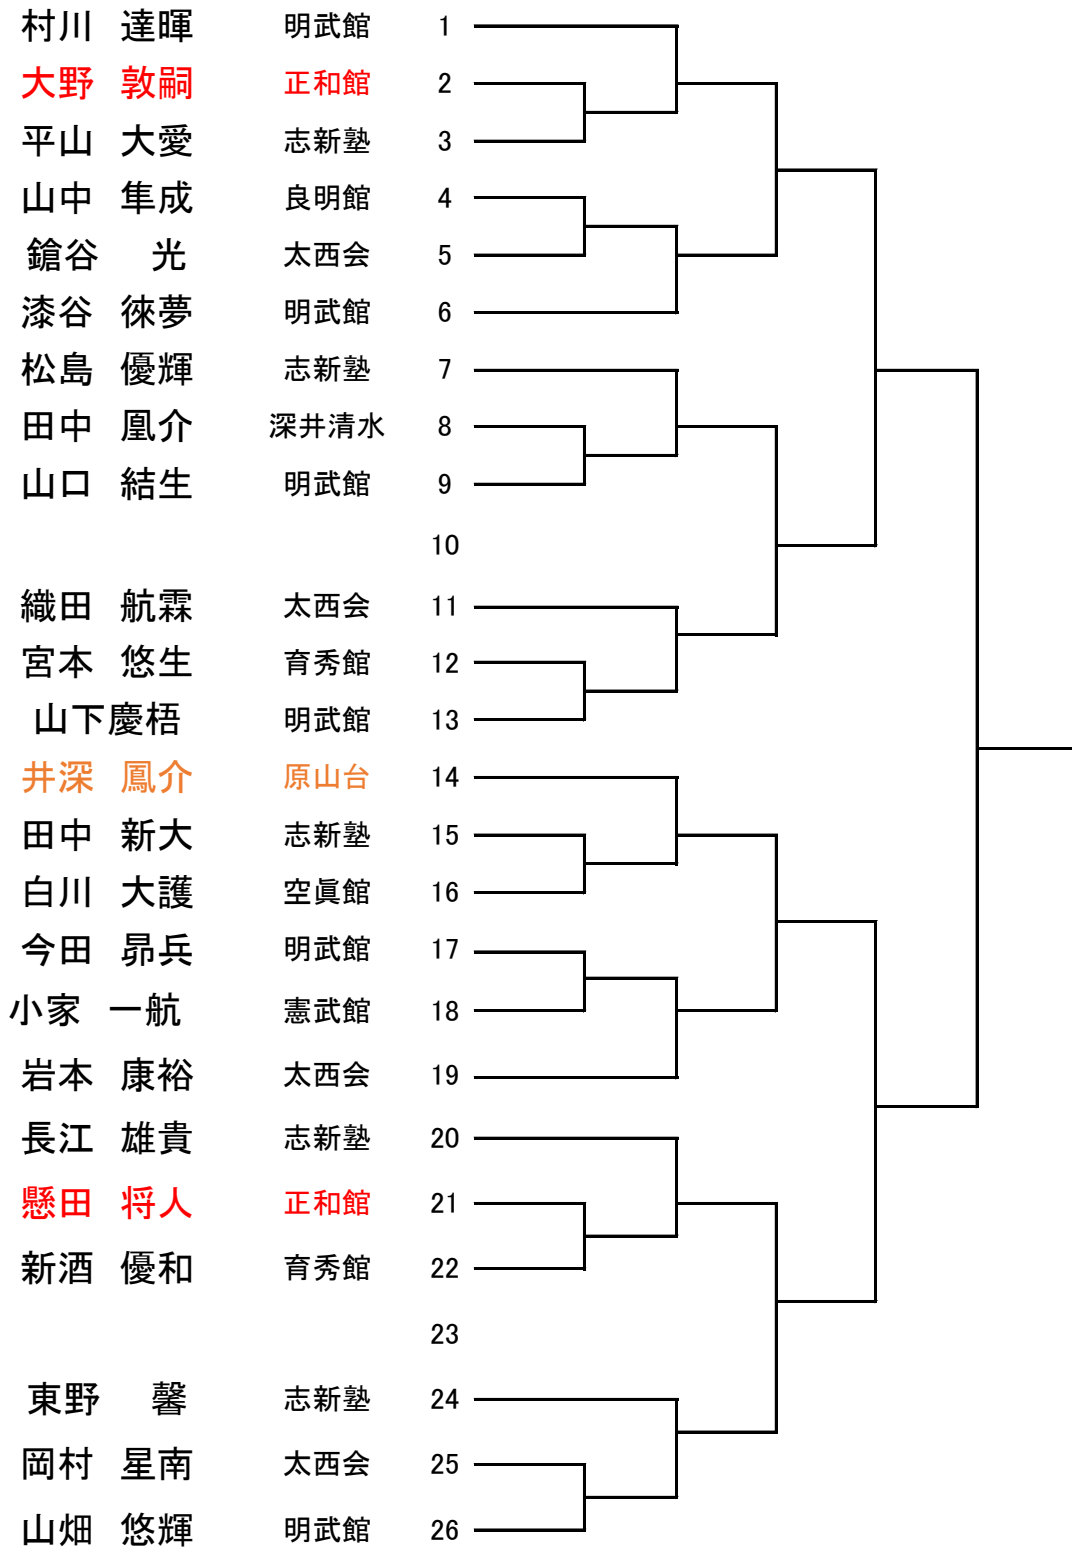 村川 達暉 明武館 1
大野 敦嗣 正和館 2
平山 大愛 志新塾 3
山中 隼成 良明館 4
鎗谷 光 太西会 5
漆谷 徠夢 明武館 6
松島 優輝 志新塾 7
田中 凰介 深井清水 8
山口 結生 明武館 9
10
織田 航霖 太西会 11
宮本 悠生 育秀館 12
山下慶梧 明武館 13
井深 鳳介 原山台 14
田中 新大 志新塾 15
白川 大護 空眞館 16
今田 昴兵 明武館 17
小家 一航 憲武館 18
岩本 康裕 太西会 19
長江 雄貴 志新塾 20
懸田 将人 正和館 21
新酒 優和 育秀館 22
23
東野 馨 志新塾 24
岡村 星南 太西会 25
山畑 悠輝 明武館 26